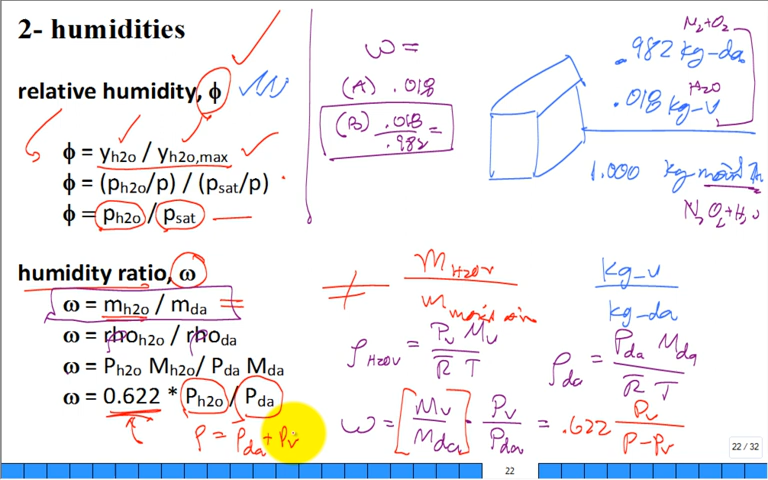 2- humidities
relative humidity, ϕ
ϕ = yh2o / yh2o,max
ϕ = (ph2o/p) / (psat/p)
ϕ = ph2o/psat
humidity ratio, ω
ω = mh2o / mda =
ω = rhoh2o / rhoda
ω = Ph2o Mh2o/ Pda Mda
ω = 0.622 * Ph2o/ Pda
P = Pda + Pv
ω =
(A) .018
(B) .018 / .982 =
N2+O2
.982 kg-da
H2O
.018 kg-v
1.000 kg moist
N2 O2+H2O
≠ mH2Ov / mmoist air
kg-v / kg-da
ρH2Ov = Pv Mv / R̅ T
ρda = Pda Mda / R̅ T
ω = [Mv / Mda] · Pv / Pda = .622 Pv / P-Pv
22 / 32
22